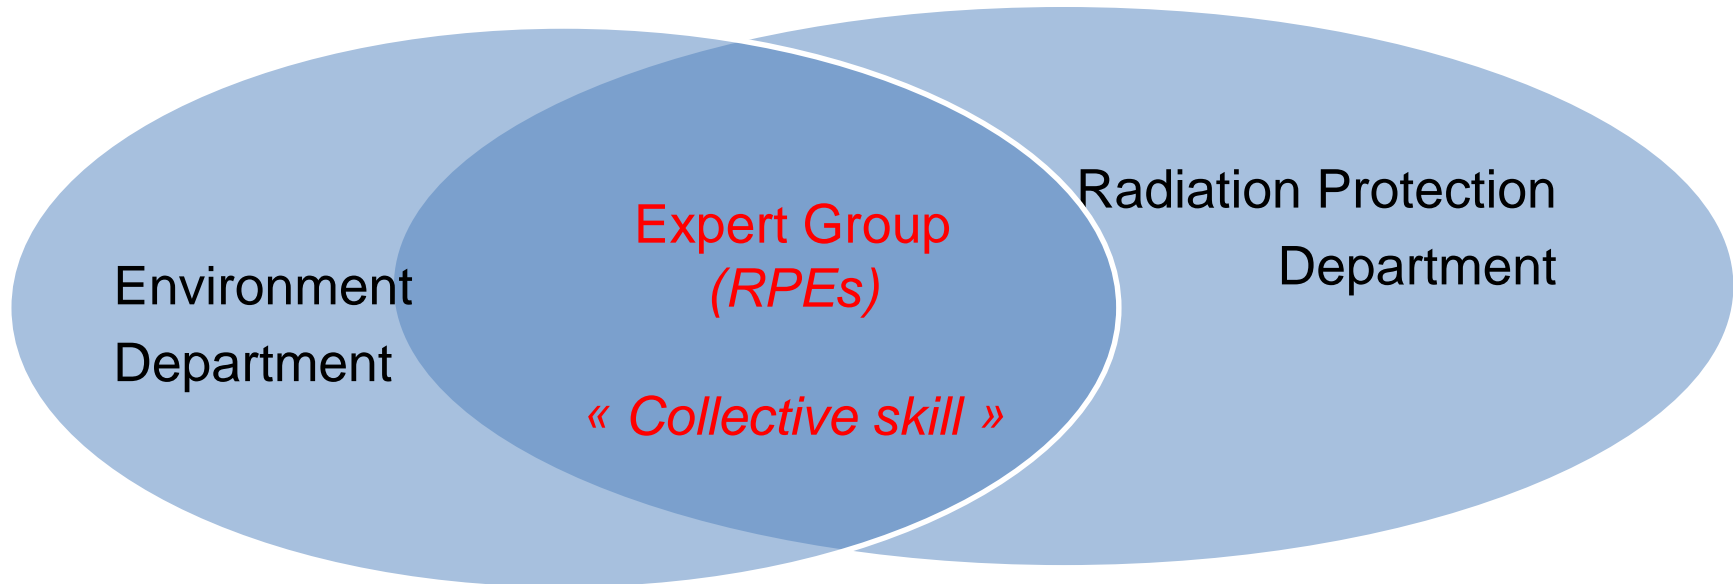 Environment
Department
Expert Group
(RPEs)
« Collective skill »
Radiation Protection
Department